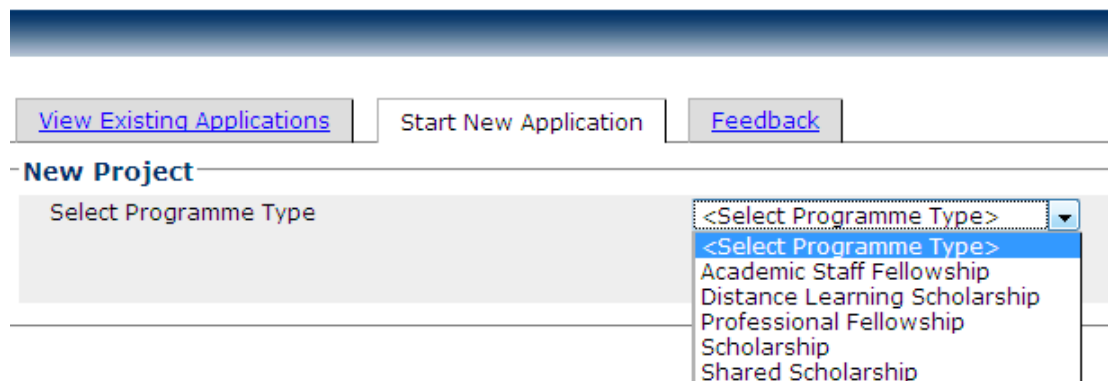 View Existing Applications
Start New Application
Feedback
New Project
Select Programme Type
<Select Programme Type>
<Select Programme Type>
Academic Staff Fellowship
Distance Learning Scholarship
Professional Fellowship
Scholarship
Shared Scholarship